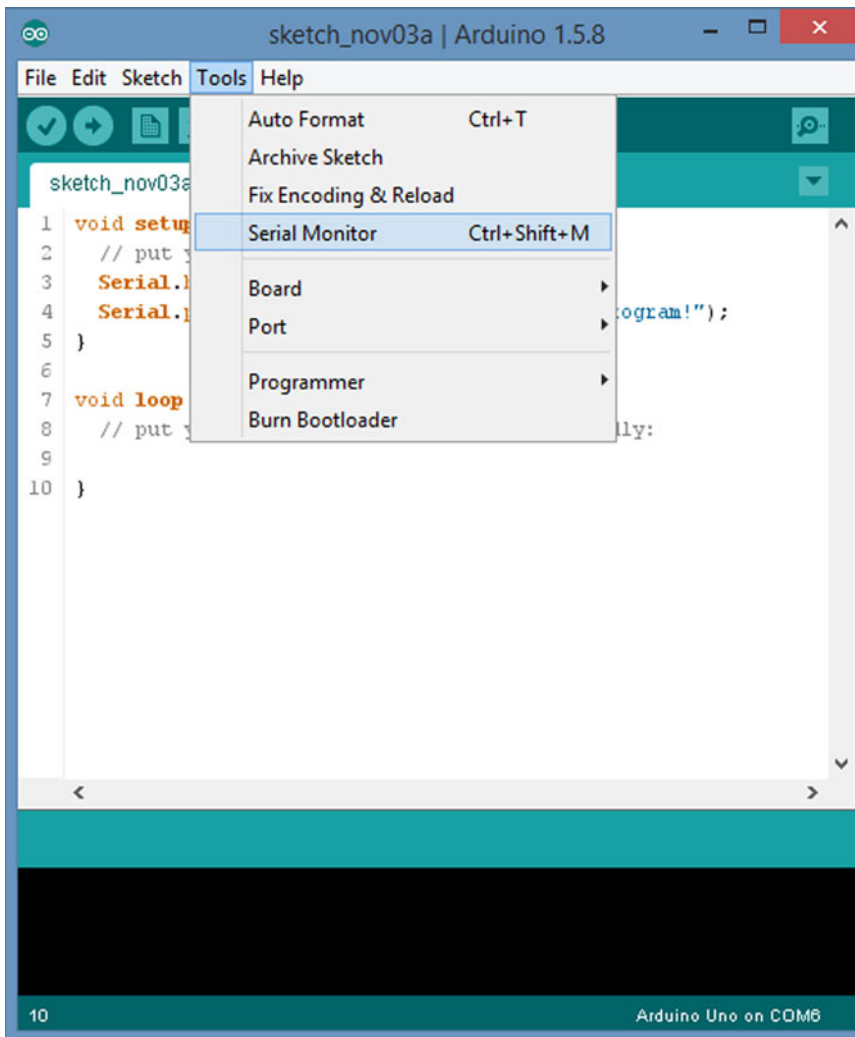 sketch_nov03a | Arduino 1.5.8
File Edit Sketch Tools Help
Auto Format Ctrl+T
Archive Sketch
Fix Encoding & Reload
Serial Monitor Ctrl+Shift+M
Board
Port
Programmer
Burn Bootloader
sketch_nov03a
1 void setup
2 // put
3 Serial.
4 Serial. !");
5 }
6
7 void loop
8 // put
9
10 }
10 Arduino Uno on COM6